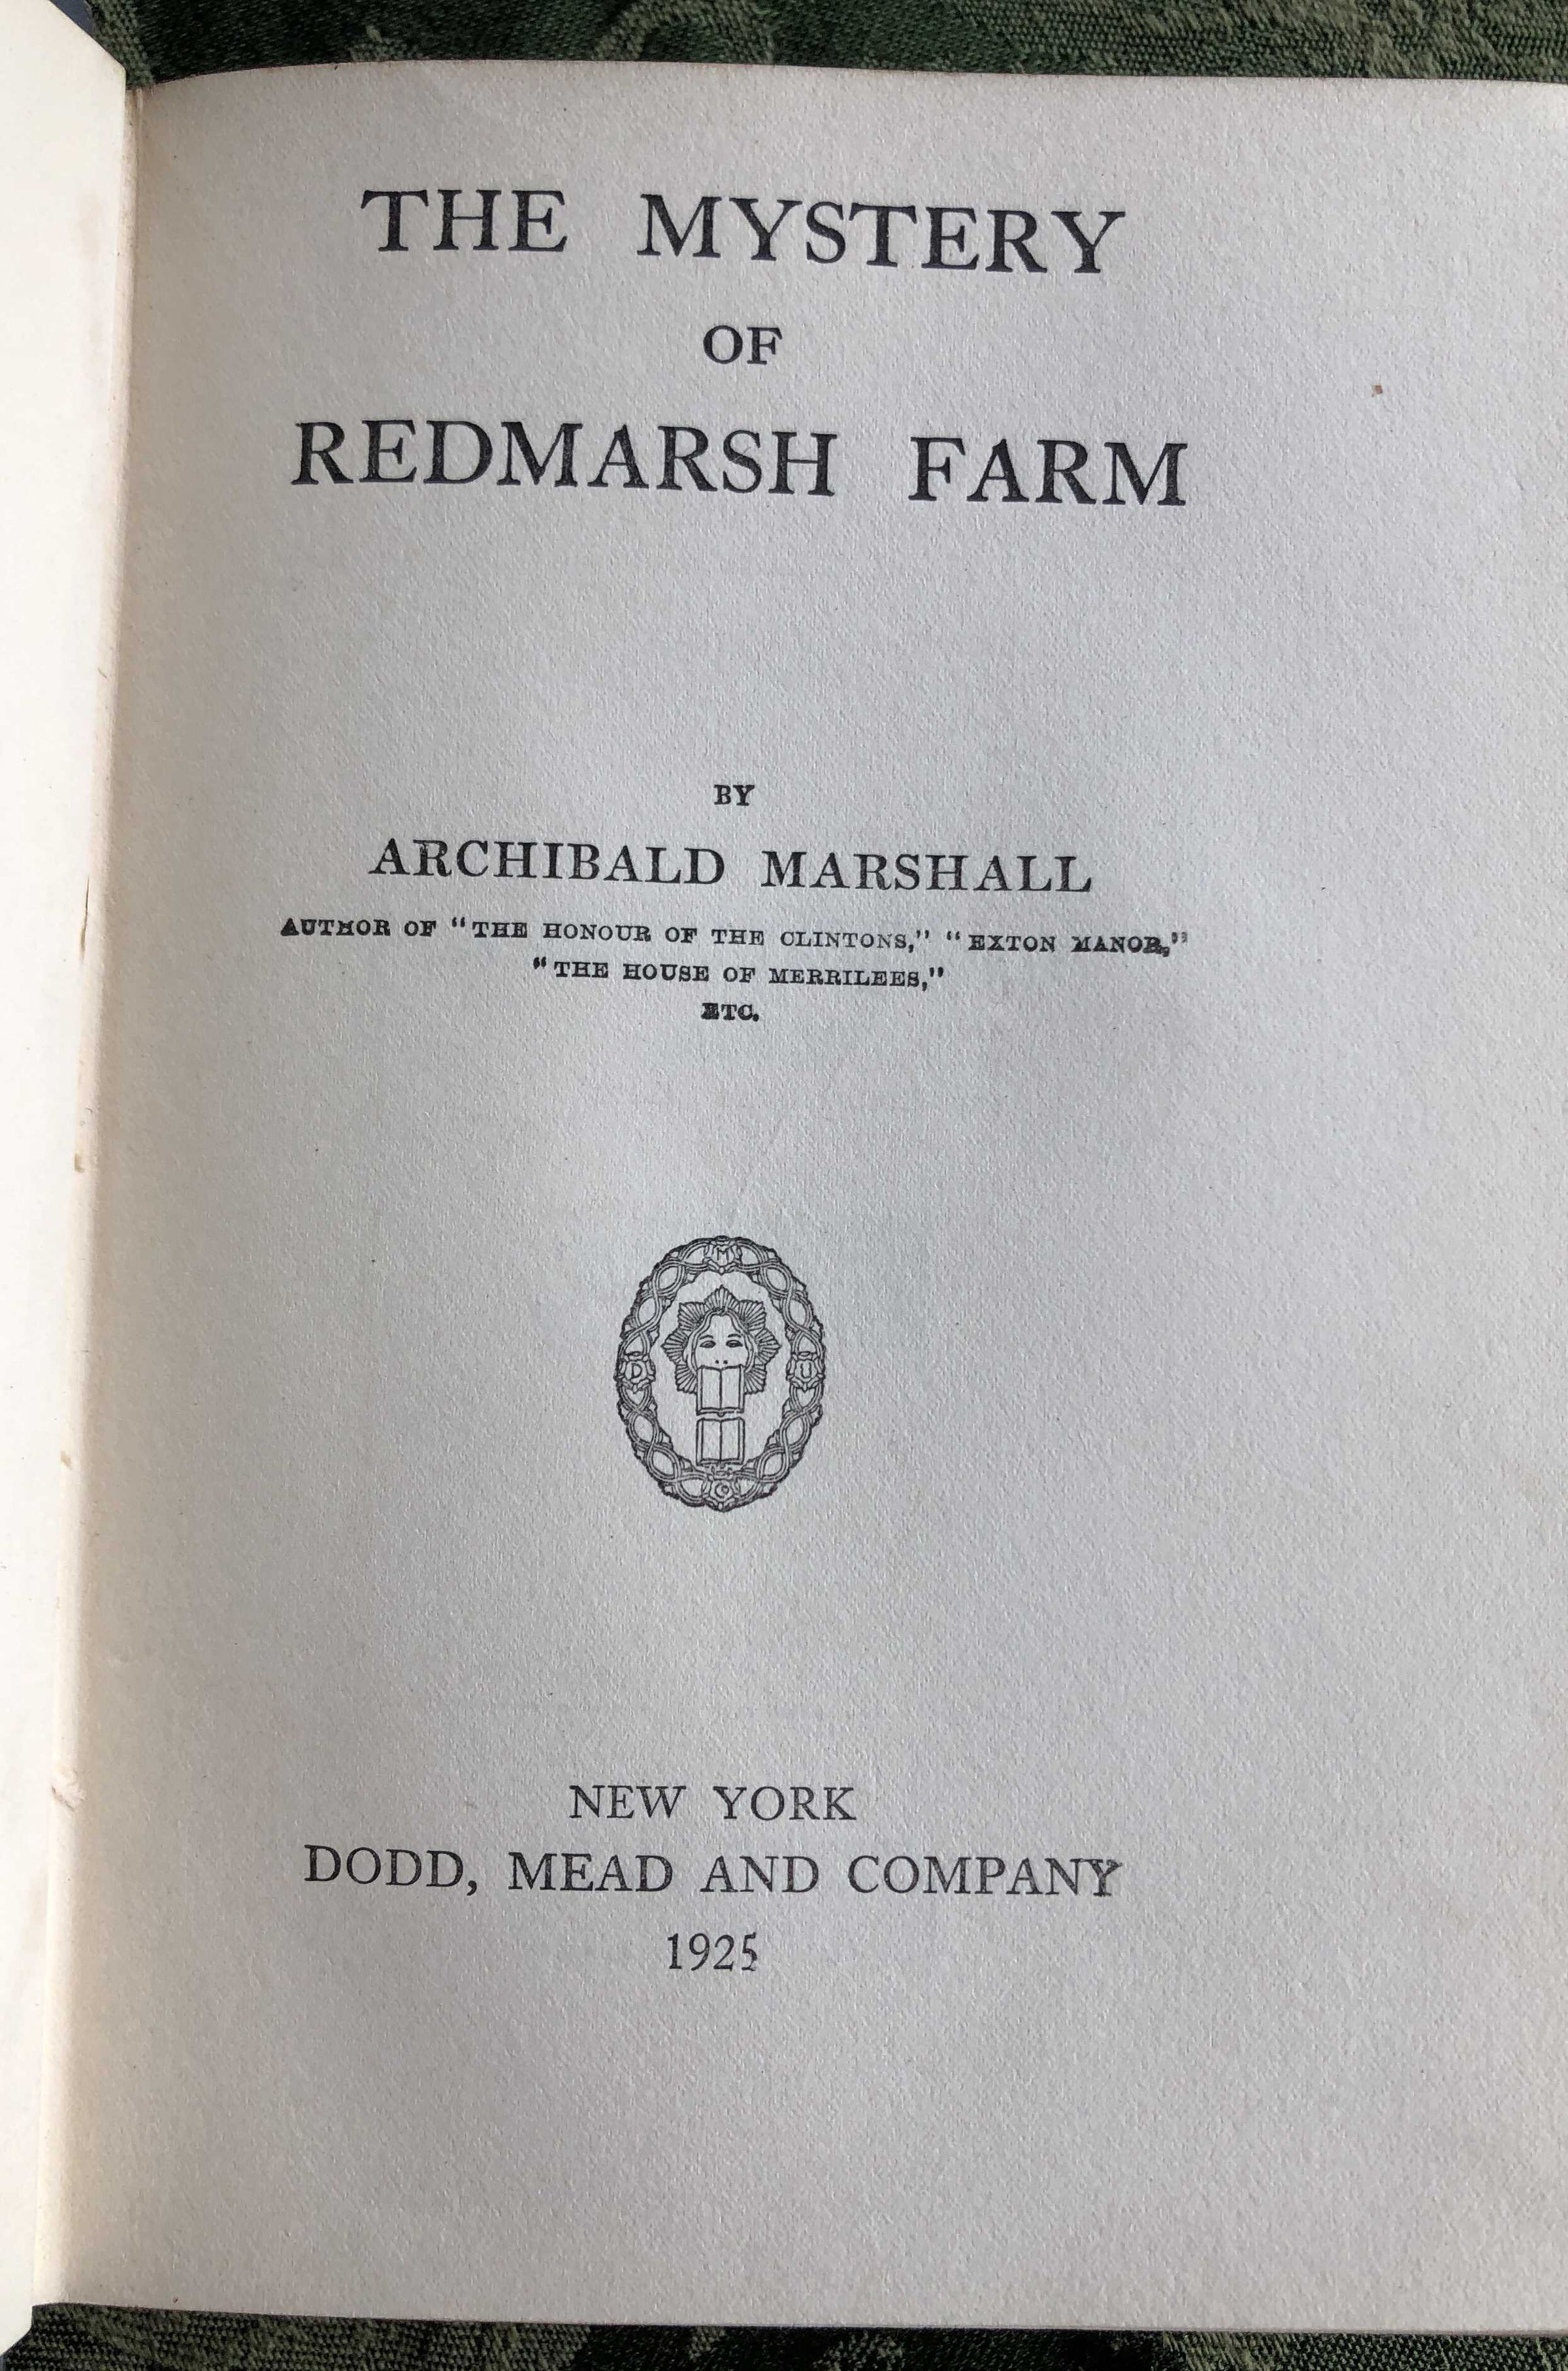 THE MYSTERY
OF
REDMARSH FARM
BY
ARCHIBALD MARSHALL
AUTHOR OF "THE HONOUR OF THE CLINTONS," "EXTON MANOR,"
"THE HOUSE OF MERRILEES,"
ETC.
M
D U
C
NEW YORK
DODD, MEAD AND COMPANY
1925